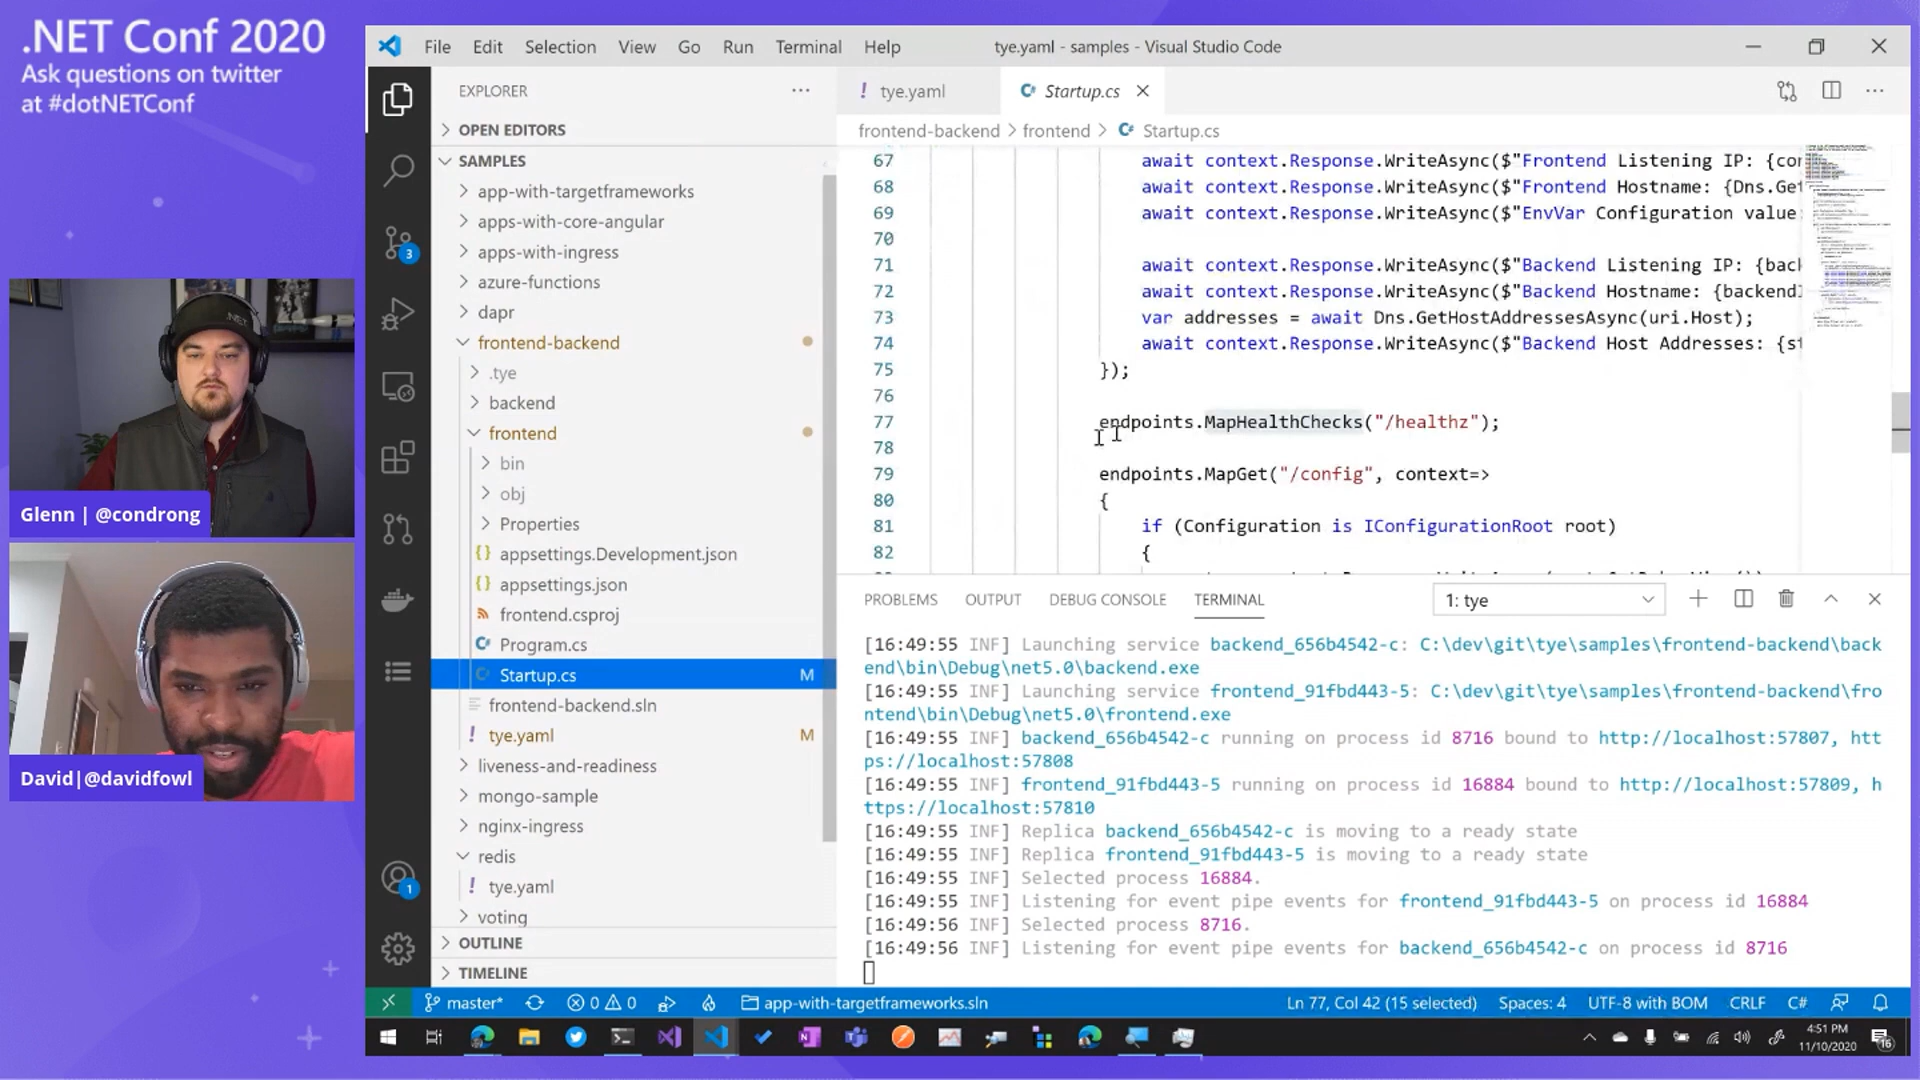 .NET Conf 2020
Ask questions on twitter
at #dotNETConf
Glenn | @condrong
David|@davidfowl
File Edit Selection View Go Run Terminal Help
tye.yaml - samples - Visual Studio Code
EXPLORER
OPEN EDITORS
SAMPLES
app-with-targetframeworks
apps-with-core-angular
apps-with-ingress
azure-functions
dapr
frontend-backend
.tye
backend
frontend
bin
obj
Properties
appsettings.Development.json
appsettings.json
frontend.csproj
Program.cs
Startup.cs M
frontend-backend.sln
tye.yaml M
liveness-and-readiness
mongo-sample
nginx-ingress
redis
tye.yaml
voting
OUTLINE
TIMELINE
3
1
! tye.yaml
Startup.cs
frontend-backend > frontend > Startup.cs
67 await context.Response.WriteAsync($"Frontend Listening IP: {con
68 await context.Response.WriteAsync($"Frontend Hostname: {Dns.Get
69 await context.Response.WriteAsync($"EnvVar Configuration value:
70
71 await context.Response.WriteAsync($"Backend Listening IP: {back
72 await context.Response.WriteAsync($"Backend Hostname: {backendI
73 var addresses = await Dns.GetHostAddressesAsync(uri.Host);
74 await context.Response.WriteAsync($"Backend Host Addresses: {st
75 });
76
77 endpoints.MapHealthChecks("/healthz");
78
79 endpoints.MapGet("/config", context=>
80 {
81 if (Configuration is IConfigurationRoot root)
82 {
PROBLEMS OUTPUT DEBUG CONSOLE TERMINAL 1: tye
[16:49:55 INF] Launching service backend_656b4542-c: C:\dev\git\tye\samples\frontend-backend\back
end\bin\Debug\net5.0\backend.exe
[16:49:55 INF] Launching service frontend_91fbd443-5: C:\dev\git\tye\samples\frontend-backend\fro
ntend\bin\Debug\net5.0\frontend.exe
[16:49:55 INF] backend_656b4542-c running on process id 8716 bound to http://localhost:57807, htt
ps://localhost:57808
[16:49:55 INF] frontend_91fbd443-5 running on process id 16884 bound to http://localhost:57809, h
ttps://localhost:57810
[16:49:55 INF] Replica backend_656b4542-c is moving to a ready state
[16:49:55 INF] Replica frontend_91fbd443-5 is moving to a ready state
[16:49:55 INF] Selected process 16884.
[16:49:55 INF] Listening for event pipe events for frontend_91fbd443-5 on process id 16884
[16:49:56 INF] Selected process 8716.
[16:49:56 INF] Listening for event pipe events for backend_656b4542-c on process id 8716
master* 0 0 app-with-targetframeworks.sln Ln 77, Col 42 (15 selected) Spaces: 4 UTF-8 with BOM CRLF C#
4:51 PM
11/10/2020
16